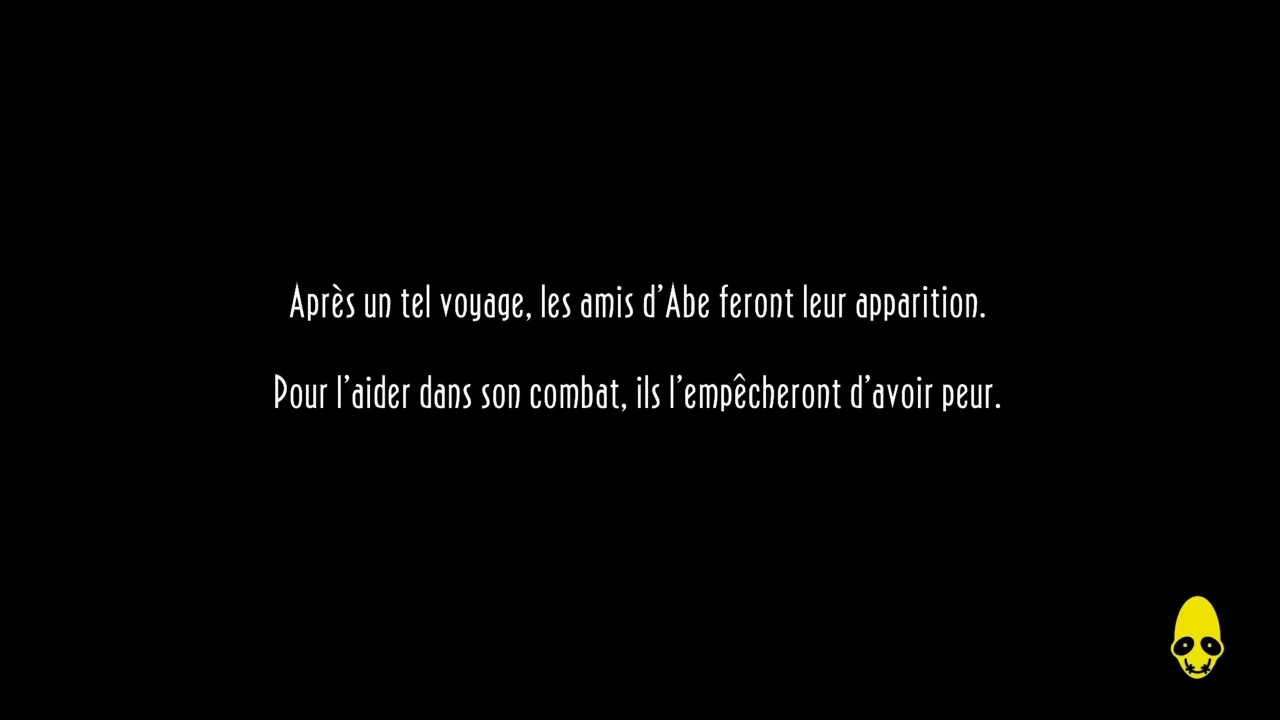 Après un tel voyage, les amis d’Abe feront leur apparition.
Pour l’aider dans son combat, ils l’empêcheront d’avoir peur.